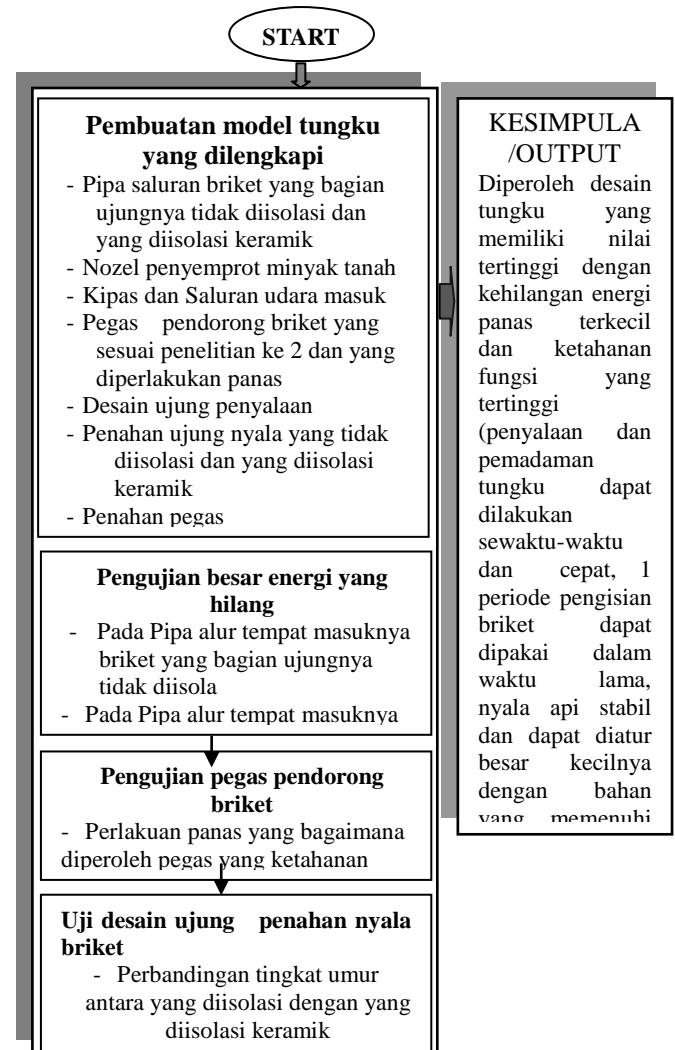 START
Pembuatan model tungku
yang dilengkapi
- Pipa saluran briket yang bagian
ujungnya tidak diisolasi dan
yang diisolasi keramik
- Nozel penyemprot minyak tanah
- Kipas dan Saluran udara masuk
- Pegas pendorong briket yang
sesuai penelitian ke 2 dan yang
diperlakukan panas
- Desain ujung penyalaan
- Penahan ujung nyala yang tidak
diisolasi dan yang diisolasi
keramik
- Penahan pegas
Pengujian besar energi yang
hilang
- Pada Pipa alur tempat masuknya
briket yang bagian ujungnya
tidak diisola
- Pada Pipa alur tempat masuknya
Pengujian pegas pendorong
briket
- Perlakuan panas yang bagaimana
diperoleh pegas yang ketahanan
Uji desain ujung penahan nyala
briket
- Perbandingan tingkat umur
antara yang diisolasi dengan yang
diisolasi keramik
KESIMPULA
/OUTPUT
Diperoleh desain
tungku yang
memiliki nilai
tertinggi dengan
kehilangan energi
panas terkecil
dan ketahanan
fungsi yang
tertinggi
(penyalaan dan
pemadaman
tungku dapat
dilakukan
sewaktu-waktu
dan cepat, 1
periode pengisian
briket dapat
dipakai dalam
waktu lama,
nyala api stabil
dan dapat diatur
besar kecilnya
dengan bahan
yang memenuhi